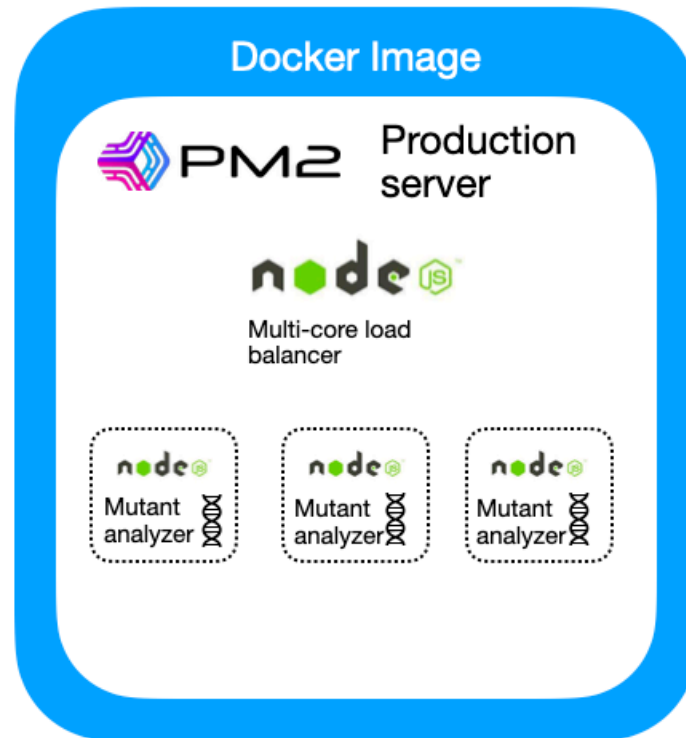 Docker Image
PM2
Production
server
node JS™
Multi-core load
balancer
node JS
Mutant
analyzer
node JS
Mutant
analyzer
node JS
Mutant
analyzer